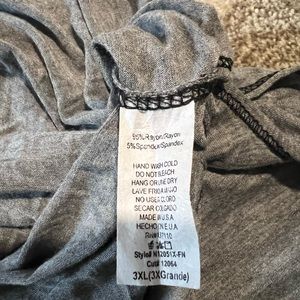 95%Rayon/Rayon
5%Spandex/Spandex
HAND WASH COLD
DO NOT BLEACH
HANG OR LINE DRY
LAVE FRIO A MANO
NO USE CLORO
SECAR COLGADO
MADE IN U.S.A
HECHO EN E.U.A
Style# N12051X-FN
Cut# 12064
3XL(3XGrande)